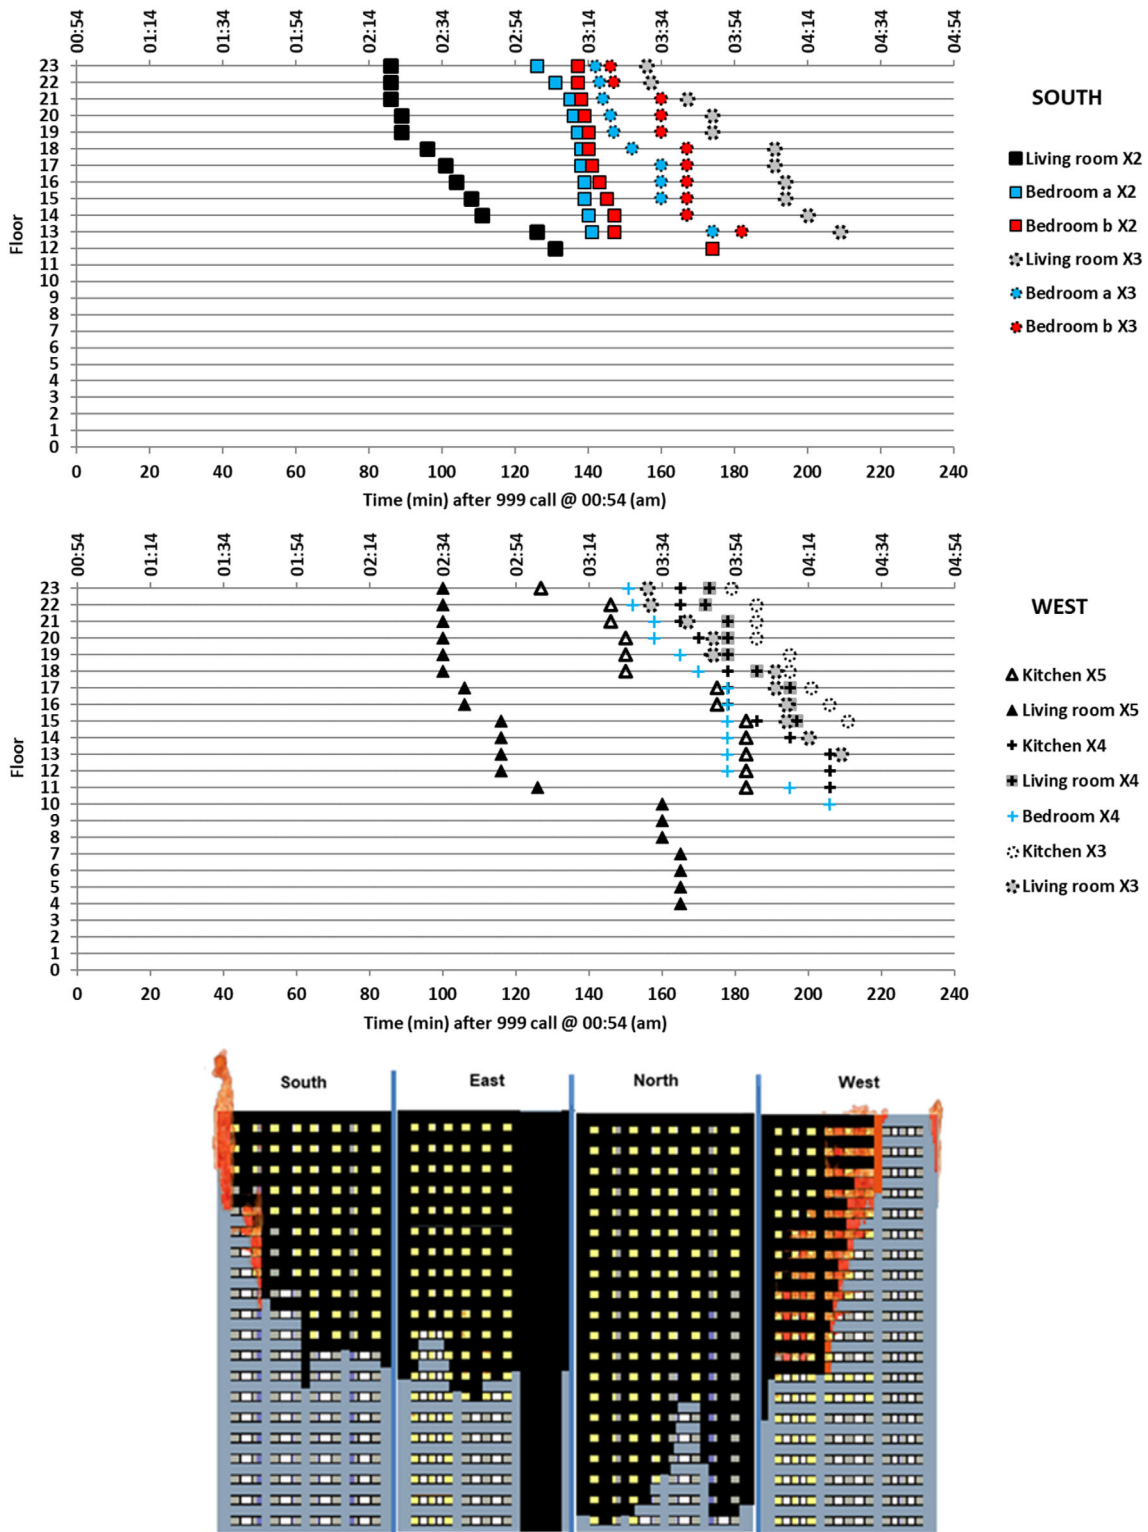 00:54 01:14 01:34 01:54 02:14 02:34 02:54 03:14 03:34 03:54 04:14 04:34 04:54
23
22
21
20
19
18
17
16
15
14
13
12
11
10
9
8
7
6
5
4
3
2
1
0
Floor
0 20 40 60 80 100 120 140 160 180 200 220 240
Time (min) after 999 call @ 00:54 (am)
SOUTH
Living room X2
Bedroom a X2
Bedroom b X2
Living room X3
Bedroom a X3
Bedroom b X3
00:54 01:14 01:34 01:54 02:14 02:34 02:54 03:14 03:34 03:54 04:14 04:34 04:54
23
22
21
20
19
18
17
16
15
14
13
12
11
10
9
8
7
6
5
4
3
2
1
0
Floor
0 20 40 60 80 100 120 140 160 180 200 220 240
Time (min) after 999 call @ 00:54 (am)
WEST
Kitchen X5
Living room X5
Kitchen X4
Living room X4
Bedroom X4
Kitchen X3
Living room X3
South East North West